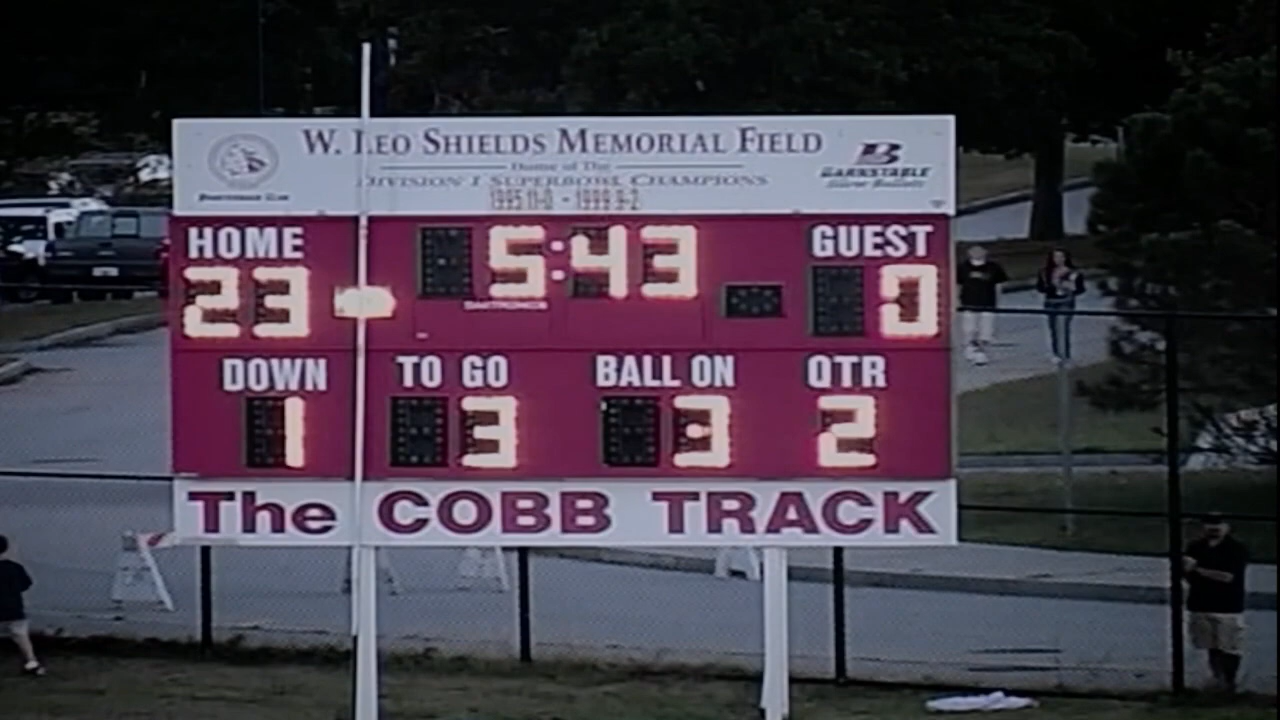 W. LEO SHIELDS MEMORIAL FIELD
Home of The
DIVISION I SUPERBOWL CHAMPIONS
1995 11-0 - 1999 9-2
B
BARNSTABLE
HOME 5:43 GUEST
23 0
DAKTRONICS
DOWN TO GO BALL ON QTR
1 3 3 2
The COBB TRACK